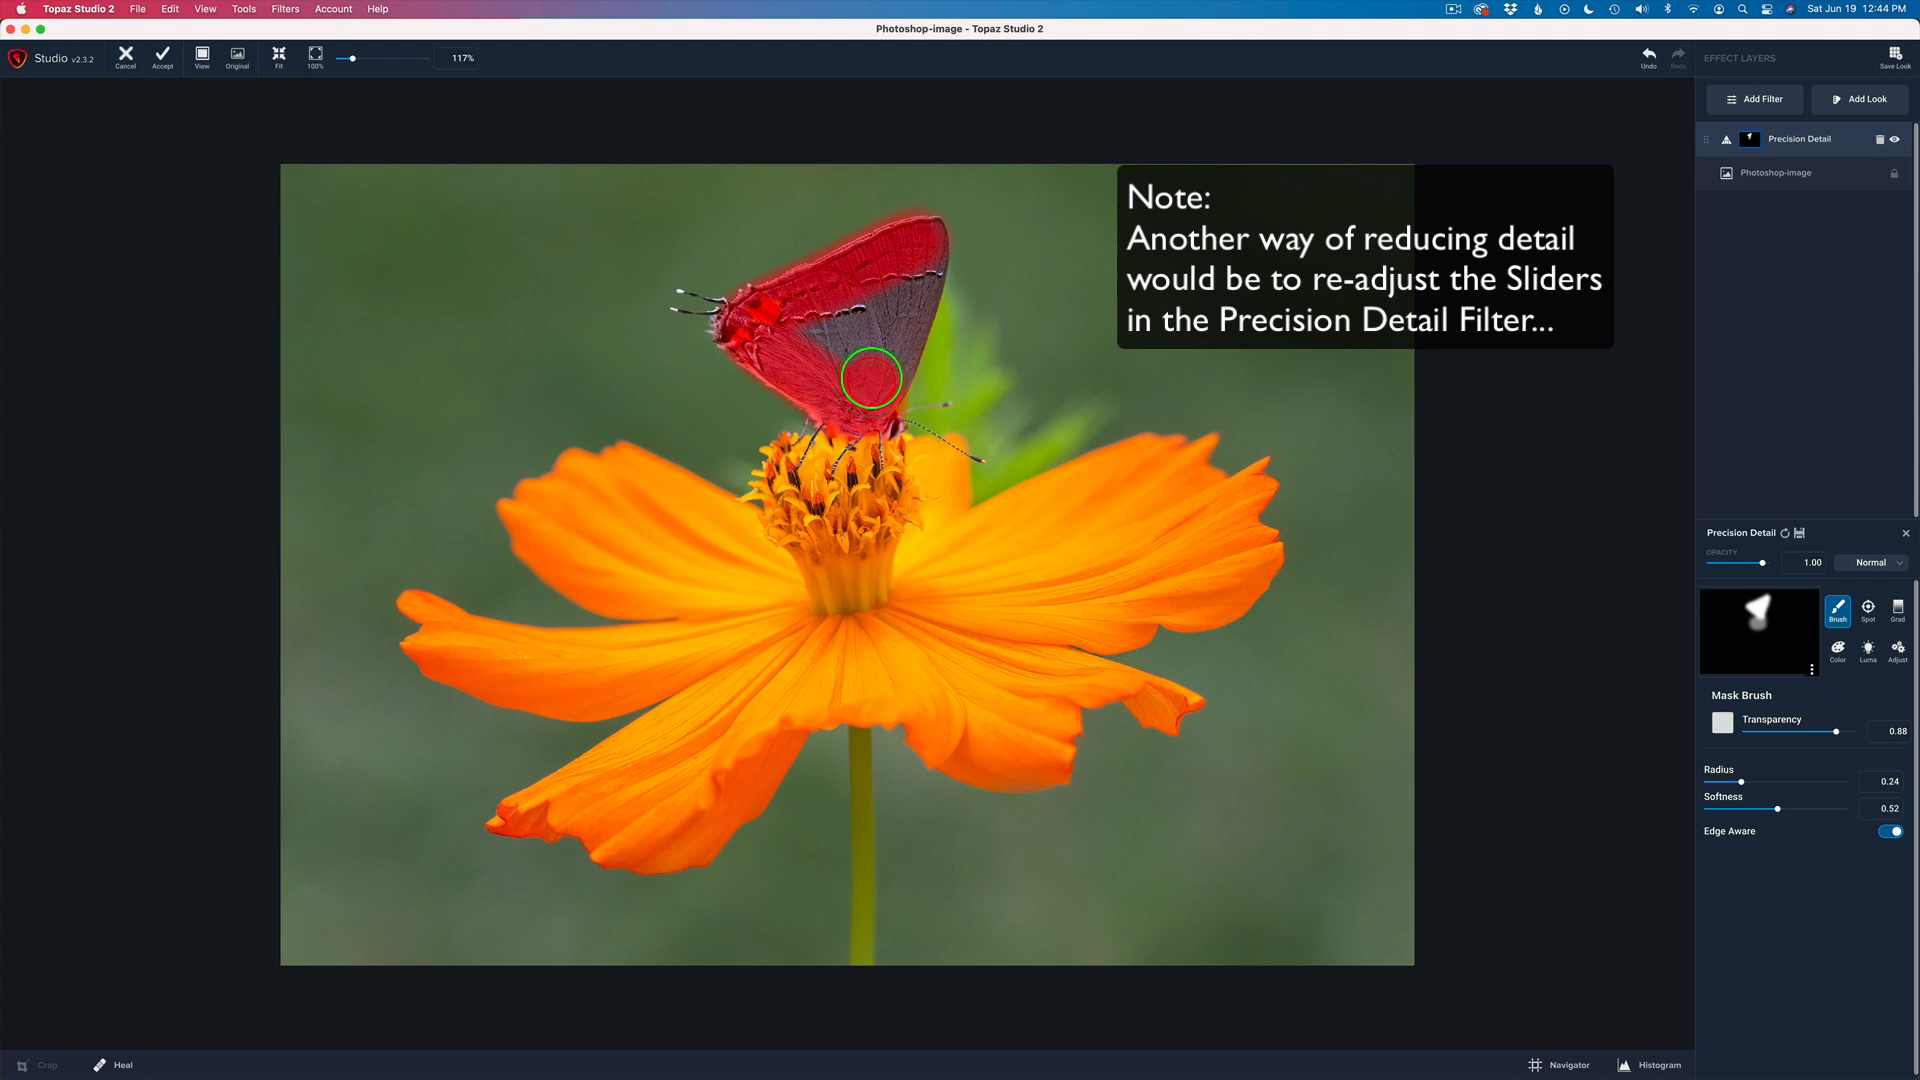 Topaz Studio 2 File Edit View Tools Filters Account Help
Sat Jun 19 12:44 PM
Photoshop-image - Topaz Studio 2
Studio v2.3.2
Cancel
Accept
View
Original
Fit
100%
117%
Undo
Redo
EFFECT LAYERS
Save Look
Add Filter
Add Look
Precision Detail
Photoshop-image
Note:
Another way of reducing detail
would be to re-adjust the Sliders
in the Precision Detail Filter...
Precision Detail
OPACITY
1.00
Normal
Brush
Spot
Grad
Color
Luma
Adjust
Mask Brush
Transparency
0.88
Radius
0.24
Softness
0.52
Edge Aware
Crop
Heal
Navigator
Histogram